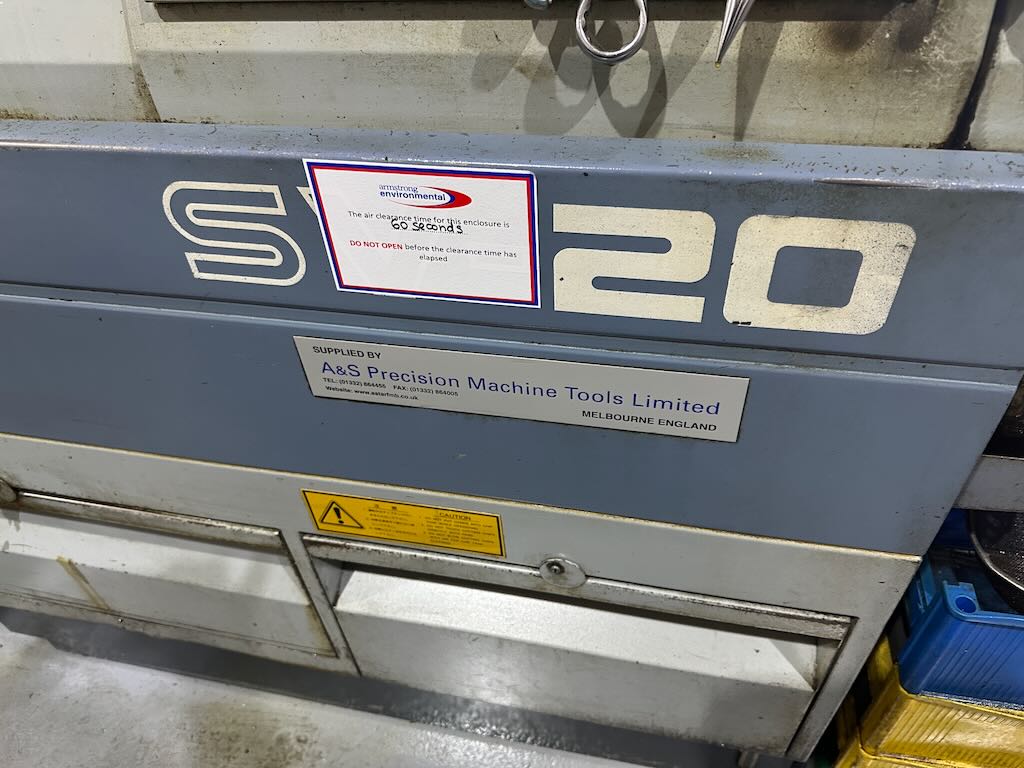 S
20
armstrong
environmental
The air clearance time for this enclosure is
60 seconds
DO NOT OPEN before the clearance time has
elapsed
SUPPLIED BY
A&S Precision Machine Tools Limited
TEL: (01332) 864455 FAX: (01332) 864005
Website: www.astarfmb.co.uk
MELBOURNE ENGLAND
CAUTION